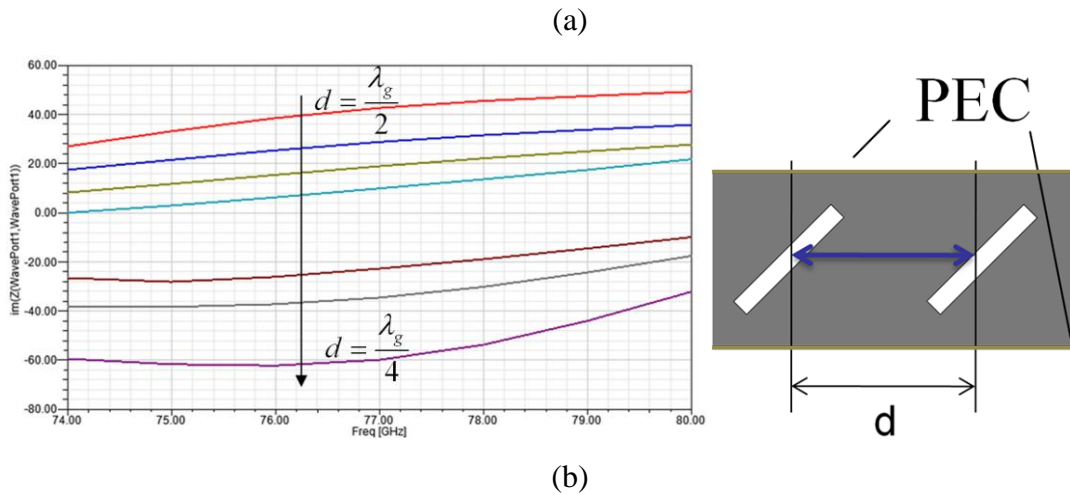 (a)
60.00
40.00
20.00
0.00
-20.00
-40.00
-60.00
-80.00
im(Z(WavePort1,WavePort1))
d = λg/2
d = λg/4
74.00 75.00 76.00 77.00 78.00 79.00 80.00
Freq [GHz]
PEC
d
(b)